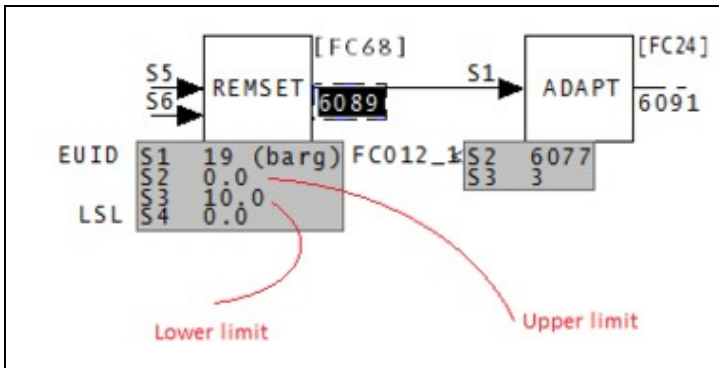 [FC68]
[FC24]
S5
S6
REMSET
6089
S1
ADAPT
6091
EUID
S1 19 (barg)
S2 0.0
S3 10.0
LSL
S4 0.0
FC012_1
S2 6077
S3 3
Lower limit
Upper limit